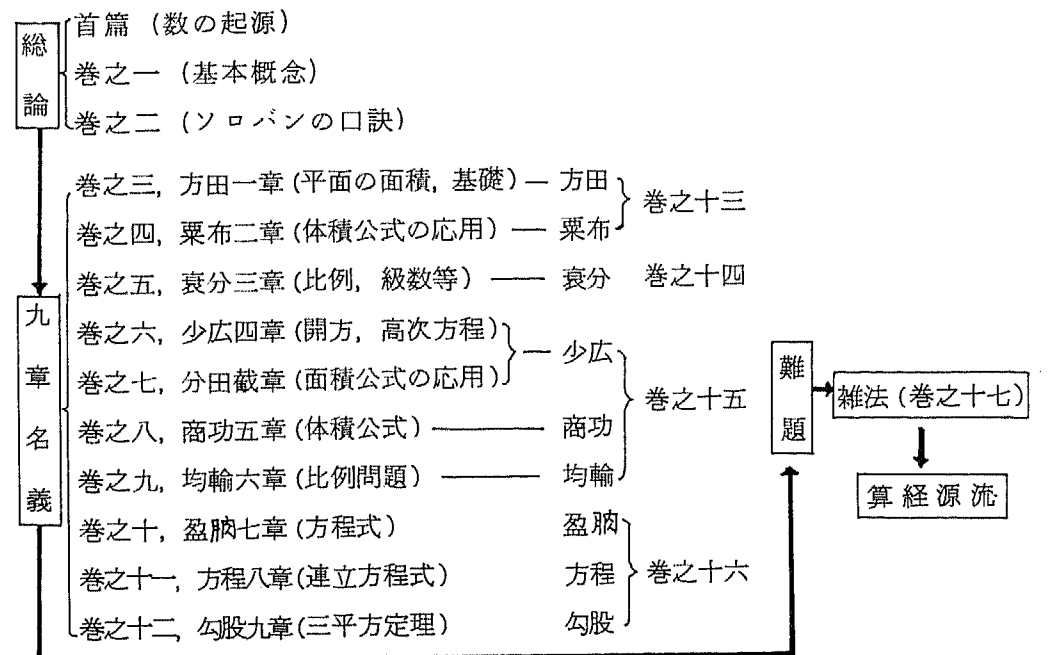 総論
首篇（数の起源）
巻之一（基本概念）
巻之二（ソロバンの口訣）
九章名義
巻之三，方田一章（平面の面積，基礎）— 方田
巻之四，粟布二章（体積公式の応用）— 粟布
巻之十三
巻之五，衰分三章（比例，級数等）— 衰分　巻之十四
巻之六，少広四章（開方，高次方程）
巻之七，分田截章（面積公式の応用）
— 少広
巻之八，商功五章（体積公式）— 商功
巻之九，均輸六章（比例問題）— 均輸
巻之十五
巻之十，盈朒七章（方程式）　盈朒
巻之十一，方程八章（連立方程式）　方程
巻之十二，勾股九章（三平方定理）　勾股
巻之十六
難題
雑法（巻之十七）
算経源流